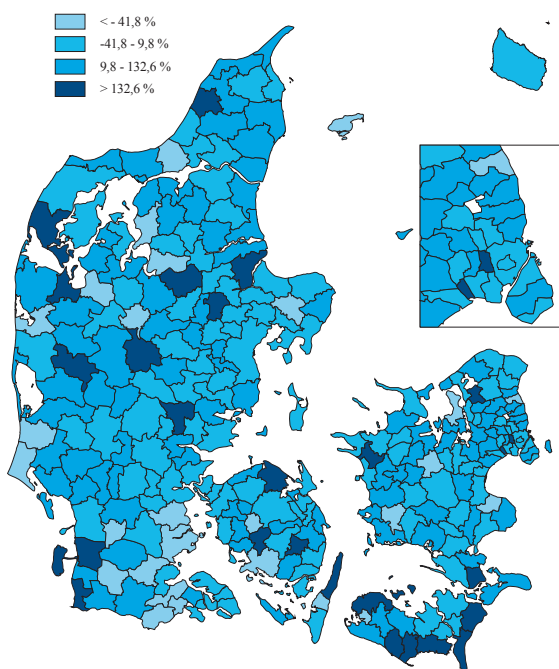 < - 41,8 %
-41,8 - 9,8 %
9,8 - 132,6 %
> 132,6 %